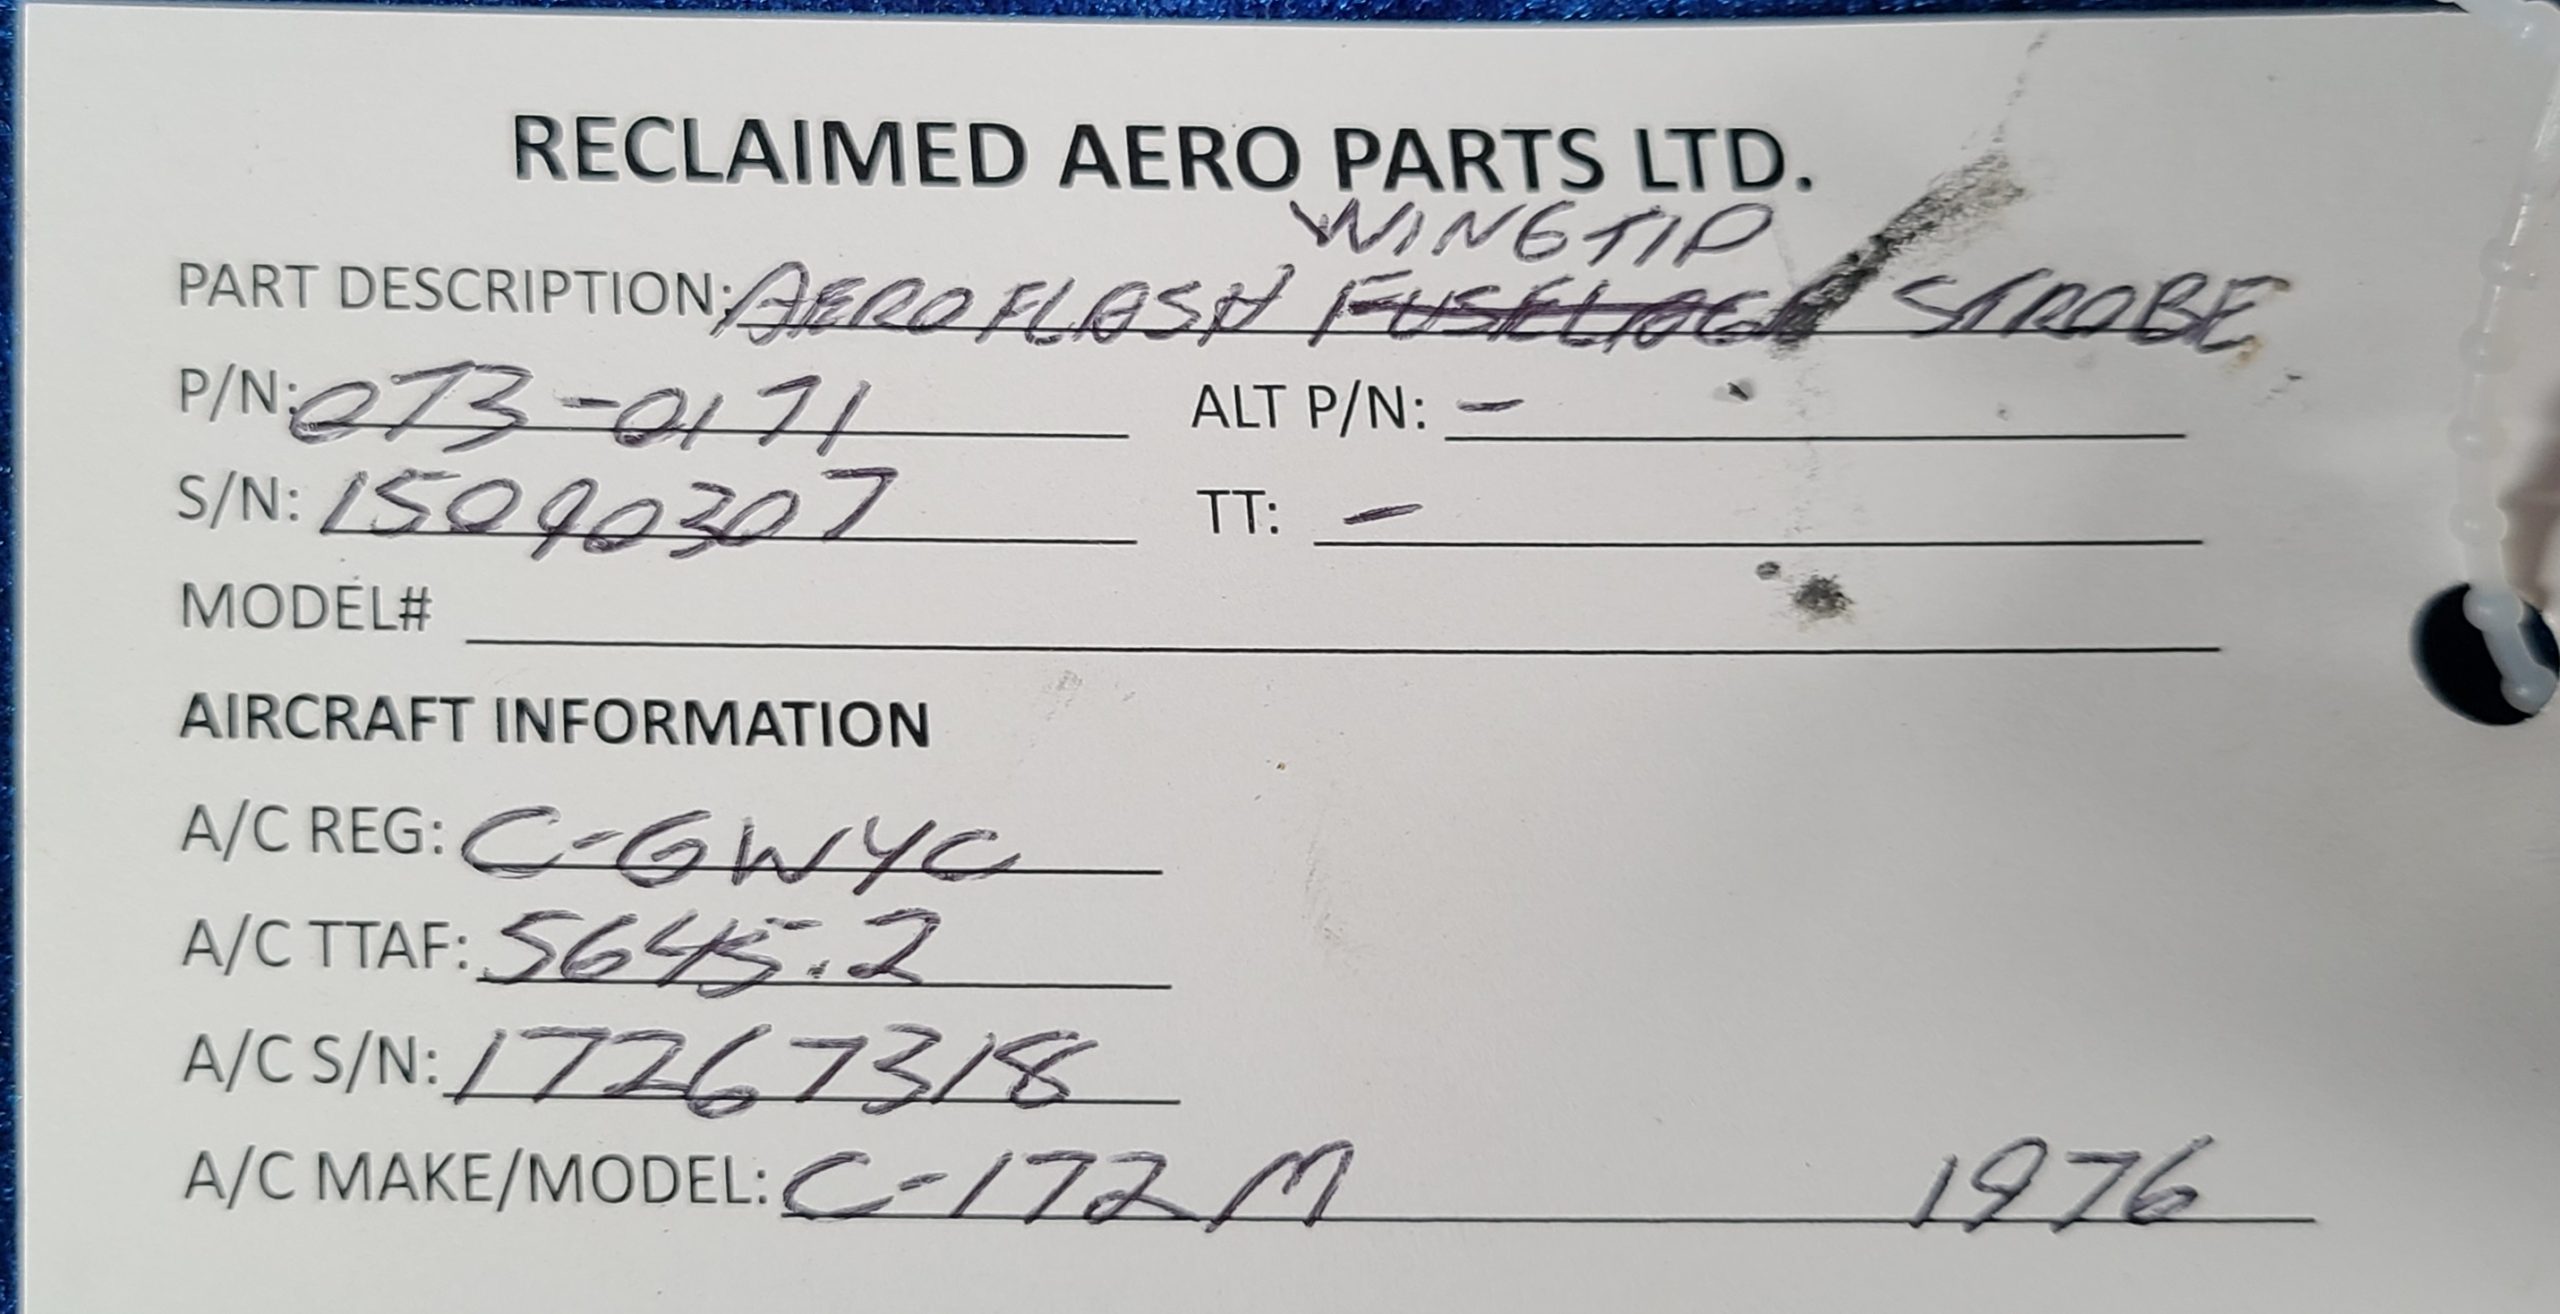 RECLAIMED AERO PARTS LTD.
WINGTIP
PART DESCRIPTION: AEROFLASH FUSELAGE STROBE
P/N: 073-0171 ALT P/N: -
S/N: 15090307 TT: -
MODEL#
AIRCRAFT INFORMATION
A/C REG: C-GWYC
A/C TTAF: 5645.2
A/C S/N: 17267318
A/C MAKE/MODEL: C-172M 1976